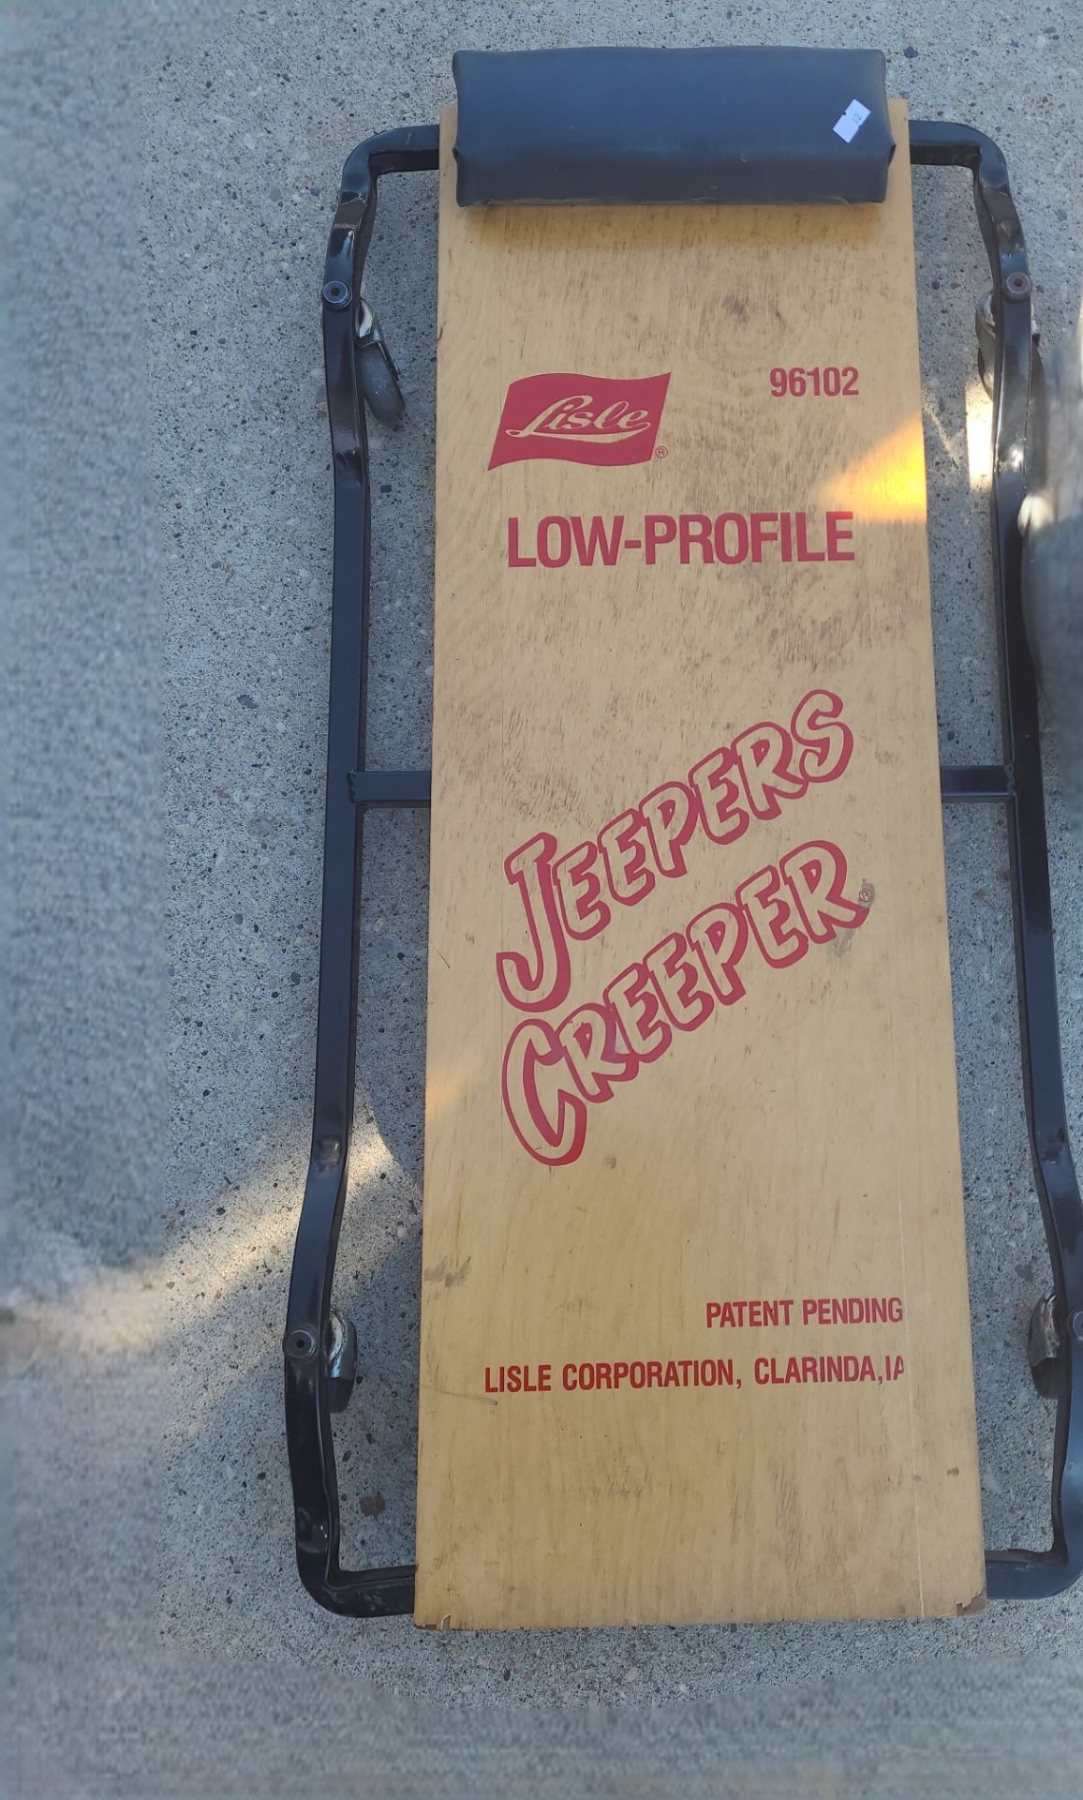 Lisle®
96102
LOW-PROFILE
JEEPERS
CREEPER®
PATENT PENDING
LISLE CORPORATION, CLARINDA, IA